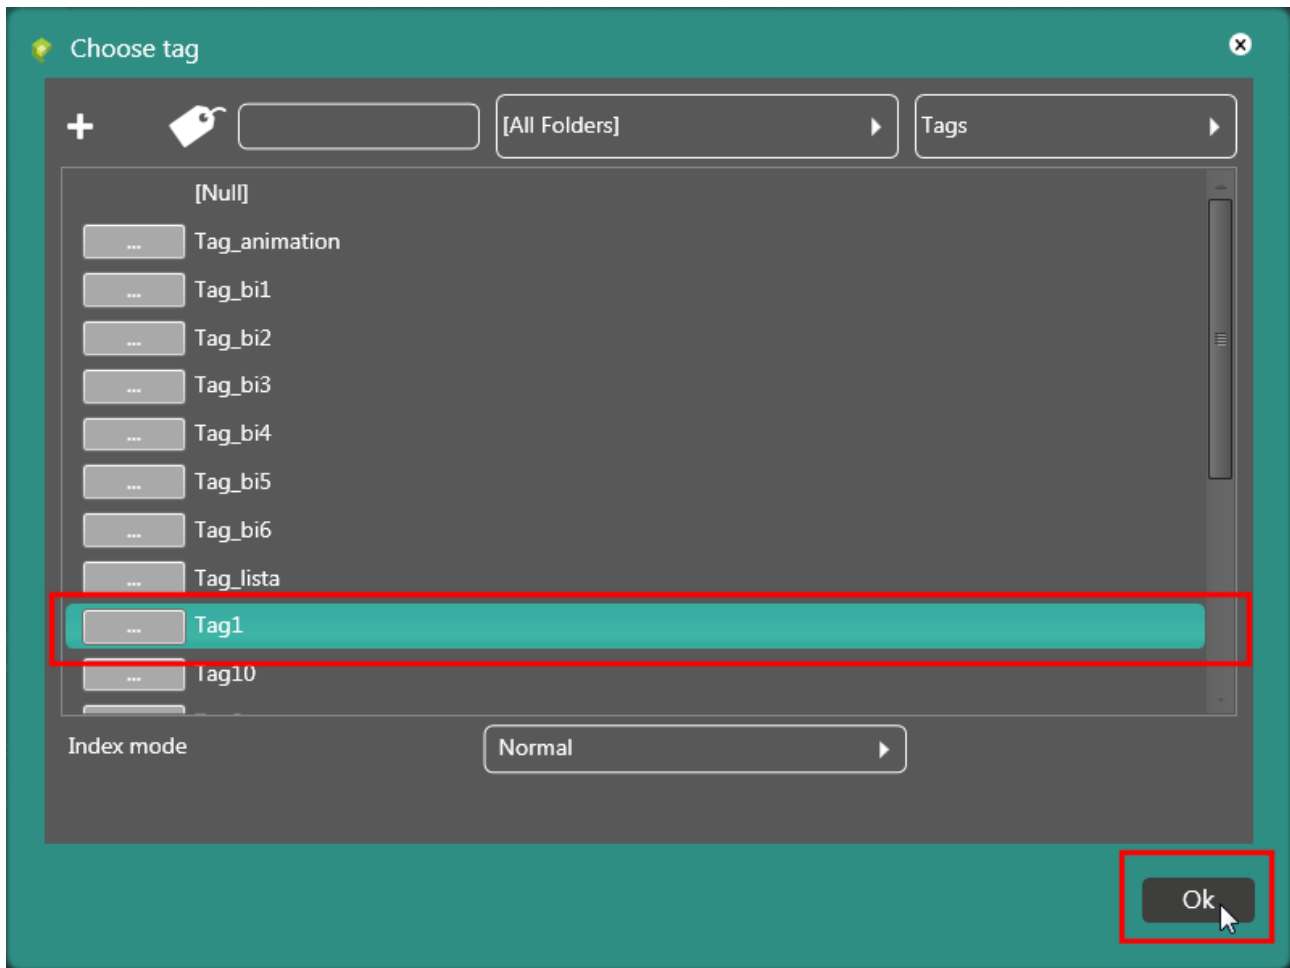 Choose tag
[All Folders]
Tags
[Null]
... Tag_animation
... Tag_bi1
... Tag_bi2
... Tag_bi3
... Tag_bi4
... Tag_bi5
... Tag_bi6
... Tag_lista
... Tag1
... Tag10
Index mode
Normal
Ok